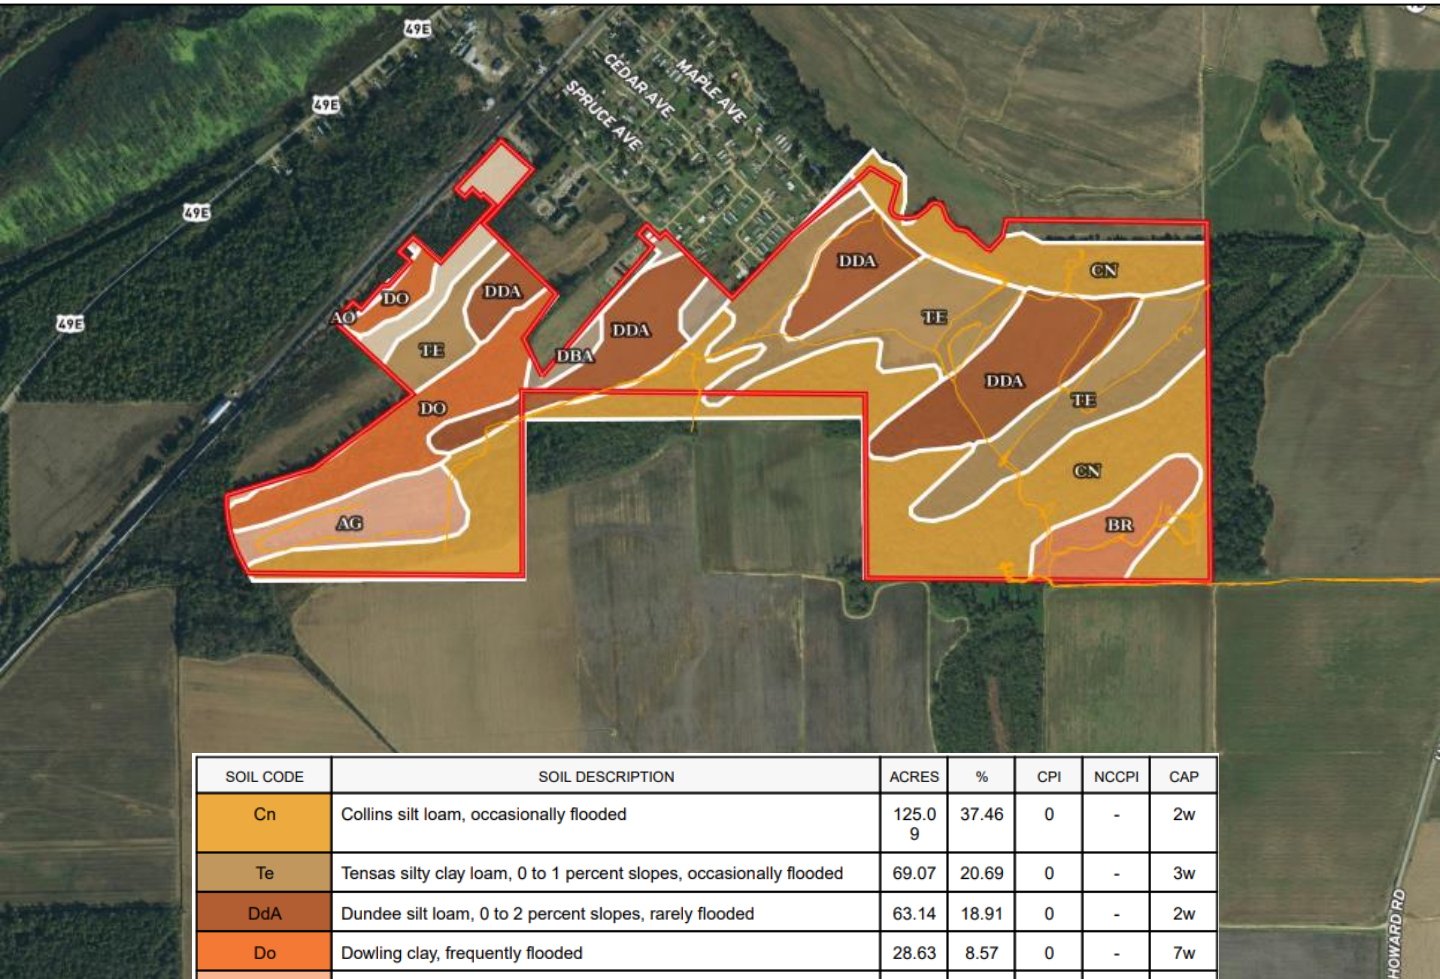 49E
MAPLE AVE
CEDAR AVE
49E
SPRUCE AVE
49E
DDA
CN
DDA
DO
AO
49E
TE
DDA
TE
DBA
DDA
TE
DO
CN
AG
BR
SOIL CODE SOIL DESCRIPTION ACRES % CPI NCCPI CAP
Cn Collins silt loam, occasionally flooded 125.0 37.46 0 - 2w
9
Te Tensas silty clay loam, 0 to 1 percent slopes, occasionally flooded 69.07 20.69 0 - 3w
DdA Dundee silt loam, 0 to 2 percent slopes, rarely flooded 63.14 18.91 0 - 2w
Do Dowling clay, frequently flooded 28.63 8.57 0 - 7w
HOWARD RD